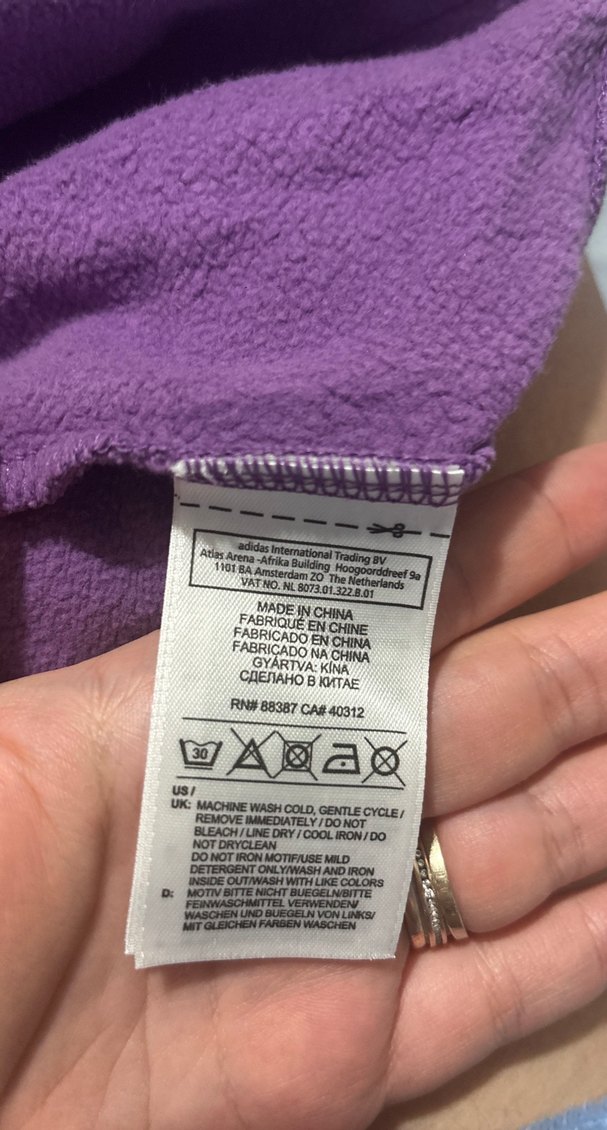 adidas International Trading BV
Atlas Arena -Afrika Building Hoogoorddreef 9a
1101 BA Amsterdam ZO The Netherlands
VAT NO. NL 8073.01.322.B.01
MADE IN CHINA
FABRIQUÉ EN CHINE
FABRICADO EN CHINA
FABRICADO NA CHINA
GYÁRTVA: KÍNA
СДЕЛАНО В КИТАЕ
RN# 88387 CA# 40312
30
US /
UK: MACHINE WASH COLD, GENTLE CYCLE /
REMOVE IMMEDIATELY / DO NOT
BLEACH / LINE DRY / COOL IRON / DO
NOT DRYCLEAN
DO NOT IRON MOTIF/USE MILD
DETERGENT ONLY/WASH AND IRON
INSIDE OUT/WASH WITH LIKE COLORS
D: MOTIV BITTE NICHT BUEGELN/BITTE
FEINWASCHMITTEL VERWENDEN/
WASCHEN UND BUEGELN VON LINKS/
MIT GLEICHEN FARBEN WASCHEN